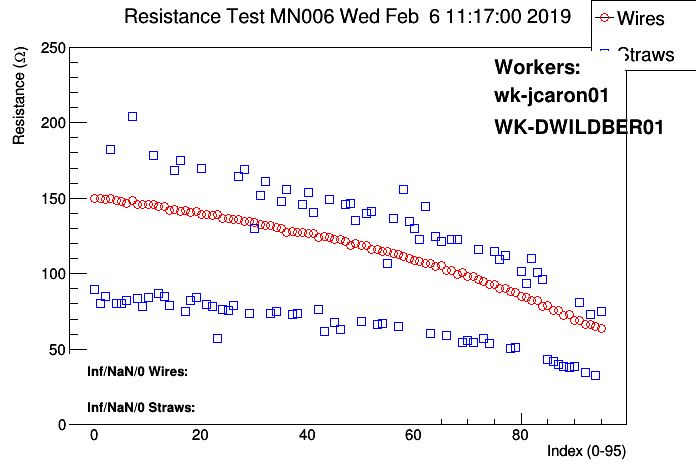 Resistance Test MN006 Wed Feb  6 11:17:00 2019
Wires
Straws
Workers:
wk-jcaron01
WK-DWILDBER01
Resistance (Ω)
250
200
150
100
50
0
Inf/NaN/0 Wires:
Inf/NaN/0 Straws:
0 20 40 60 80
Index (0-95)